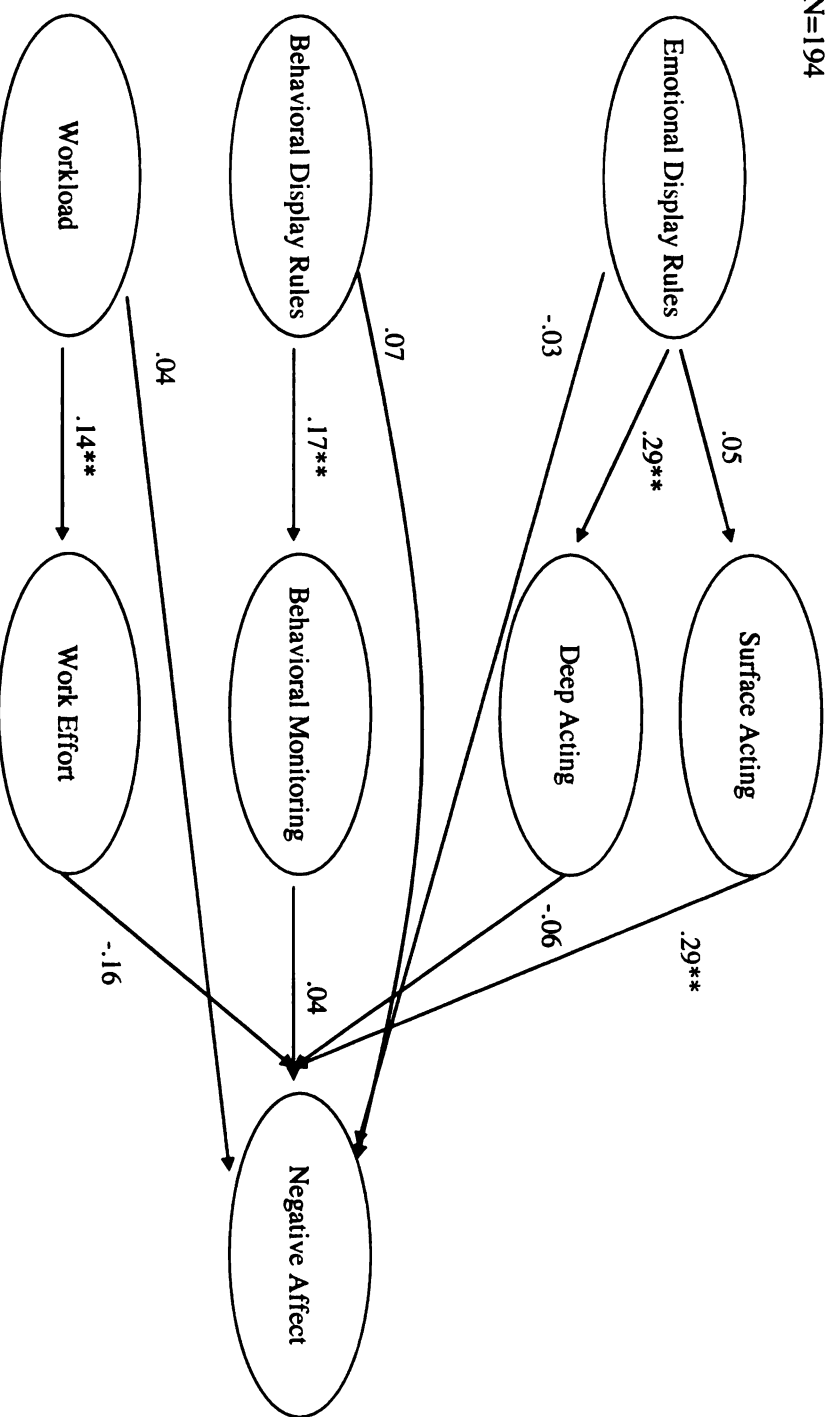 N=194
Emotional Display Rules
Surface Acting
Deep Acting
Behavioral Display Rules
Behavioral Monitoring
Workload
Work Effort
Negative Affect
.05
.29**
-.03
.07
.17**
.04
.14**
.29**
-.06
.04
-.16